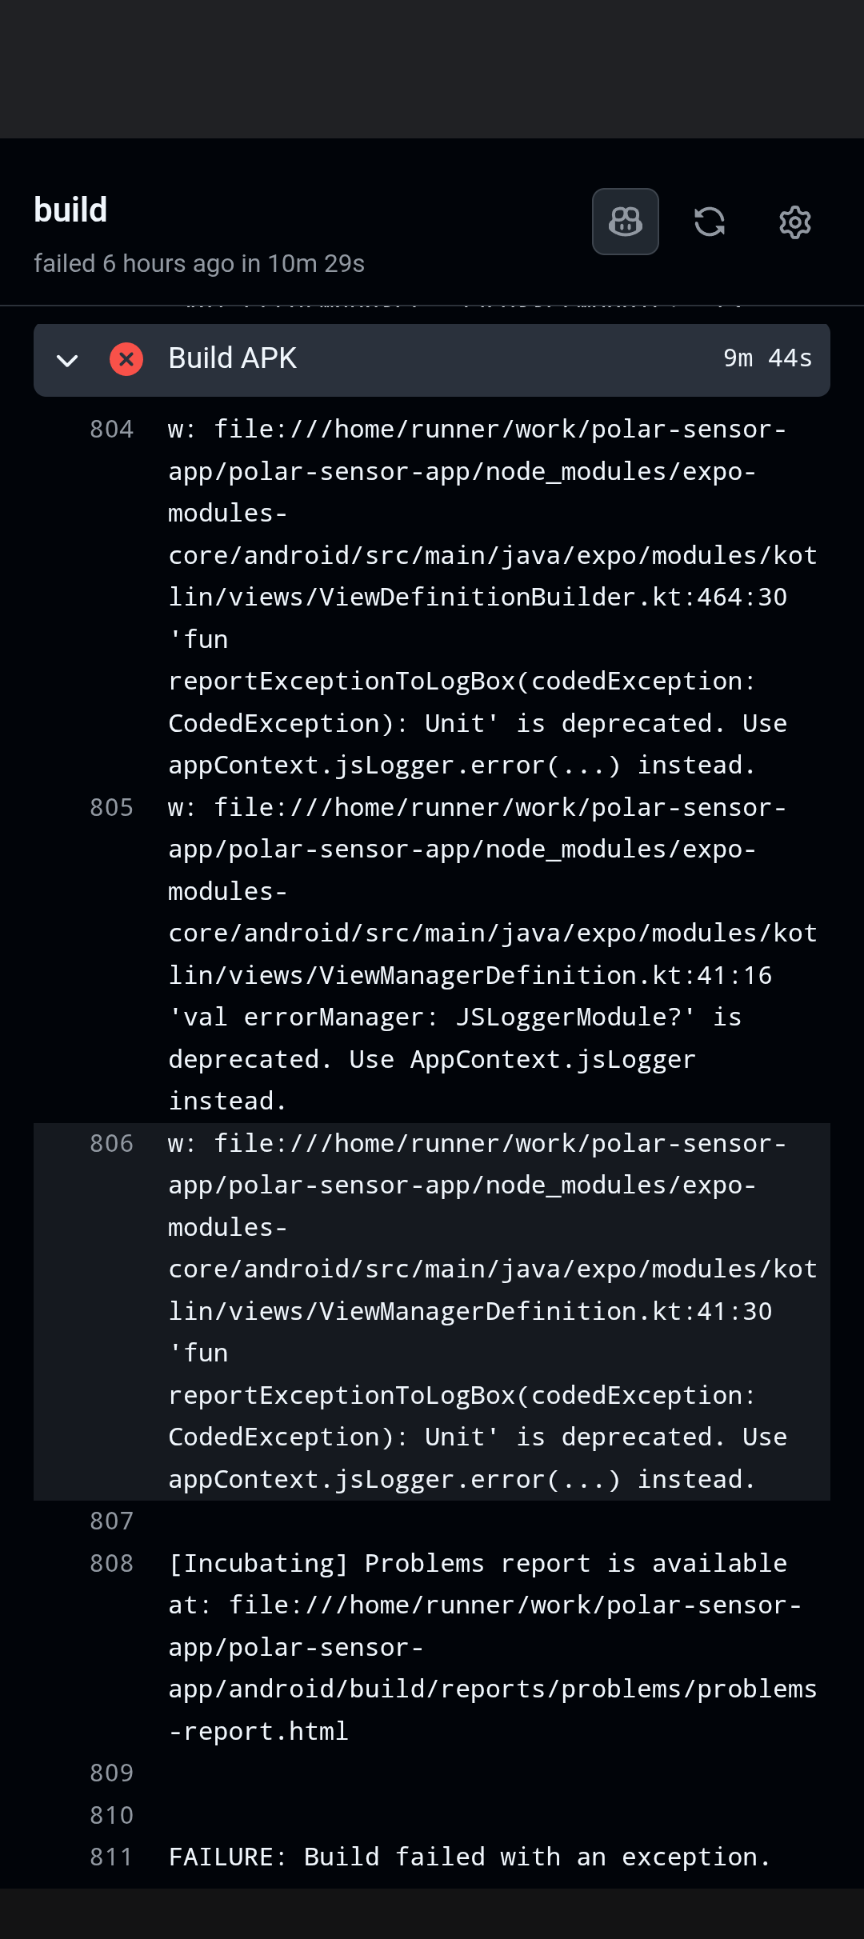 build
failed 6 hours ago in 10m 29s
Build APK
9m 44s
804 w: file:///home/runner/work/polar-sensor-
app/polar-sensor-app/node_modules/expo-
modules-
core/android/src/main/java/expo/modules/kot
lin/views/ViewDefinitionBuilder.kt:464:30
'fun
reportExceptionToLogBox(codedException:
CodedException): Unit' is deprecated. Use
appContext.jsLogger.error(...) instead.
805 w: file:///home/runner/work/polar-sensor-
app/polar-sensor-app/node_modules/expo-
modules-
core/android/src/main/java/expo/modules/kot
lin/views/ViewManagerDefinition.kt:41:16
'val errorManager: JSLoggerModule?' is
deprecated. Use AppContext.jsLogger
instead.
806 w: file:///home/runner/work/polar-sensor-
app/polar-sensor-app/node_modules/expo-
modules-
core/android/src/main/java/expo/modules/kot
lin/views/ViewManagerDefinition.kt:41:30
'fun
reportExceptionToLogBox(codedException:
CodedException): Unit' is deprecated. Use
appContext.jsLogger.error(...) instead.
807
808 [Incubating] Problems report is available
at: file:///home/runner/work/polar-sensor-
app/polar-sensor-
app/android/build/reports/problems/problems
-report.html
809
810
811 FAILURE: Build failed with an exception.